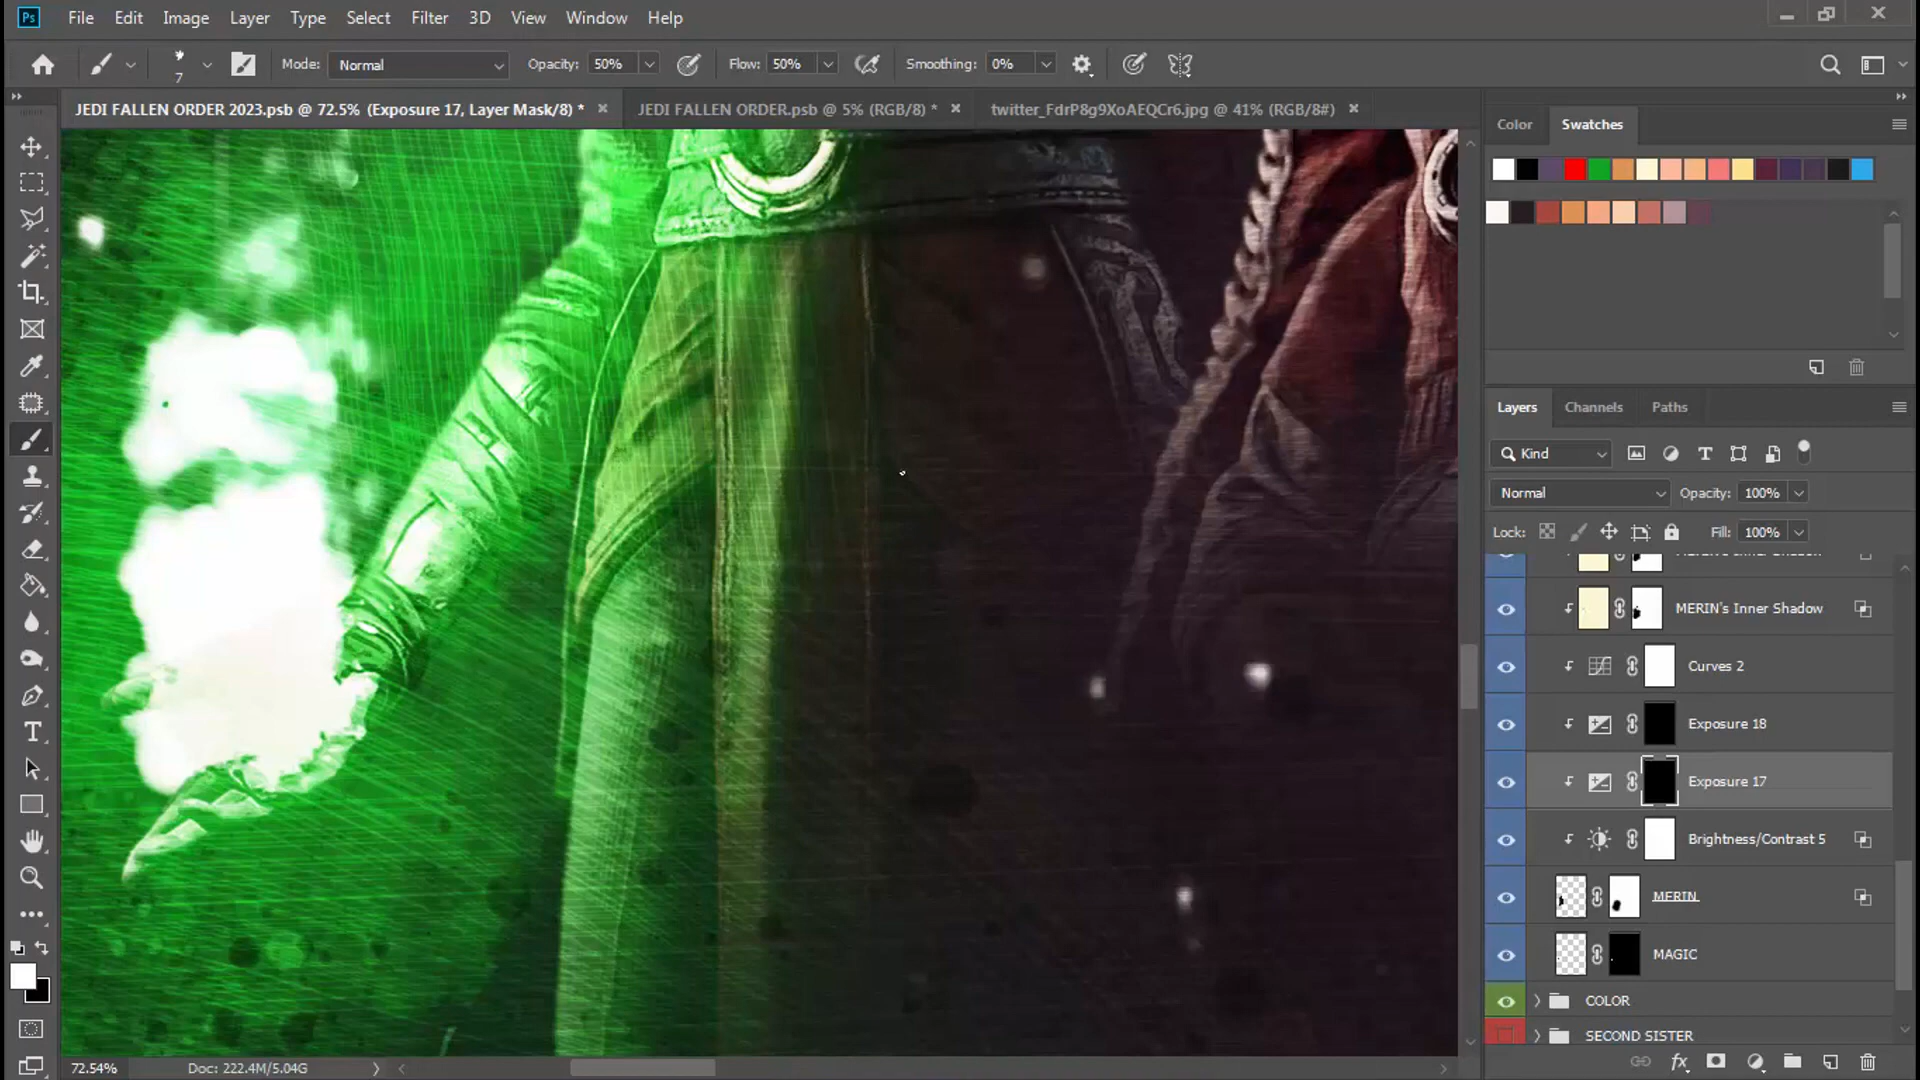 Ps File Edit Image Layer Type Select Filter 3D View Window Help
7 Mode: Normal Opacity: 50% Flow: 50% Smoothing: 0%
JEDI FALLEN ORDER 2023.psb @ 72.5% (Exposure 17, Layer Mask/8) * JEDI FALLEN ORDER.psb @ 5% (RGB/8) * twitter_FdrP8g9XoAEQCr6.jpg @ 41% (RGB/8#)
Color Swatches
Layers Channels Paths
Kind
Normal Opacity: 100%
Lock: Fill: 100%
MERIN's Inner Shadow
Curves 2
Exposure 18
Exposure 17
Brightness/Contrast 5
MERIN
MAGIC
COLOR
SECOND SISTER
fx
72.54% Doc: 222.4M/5.04G